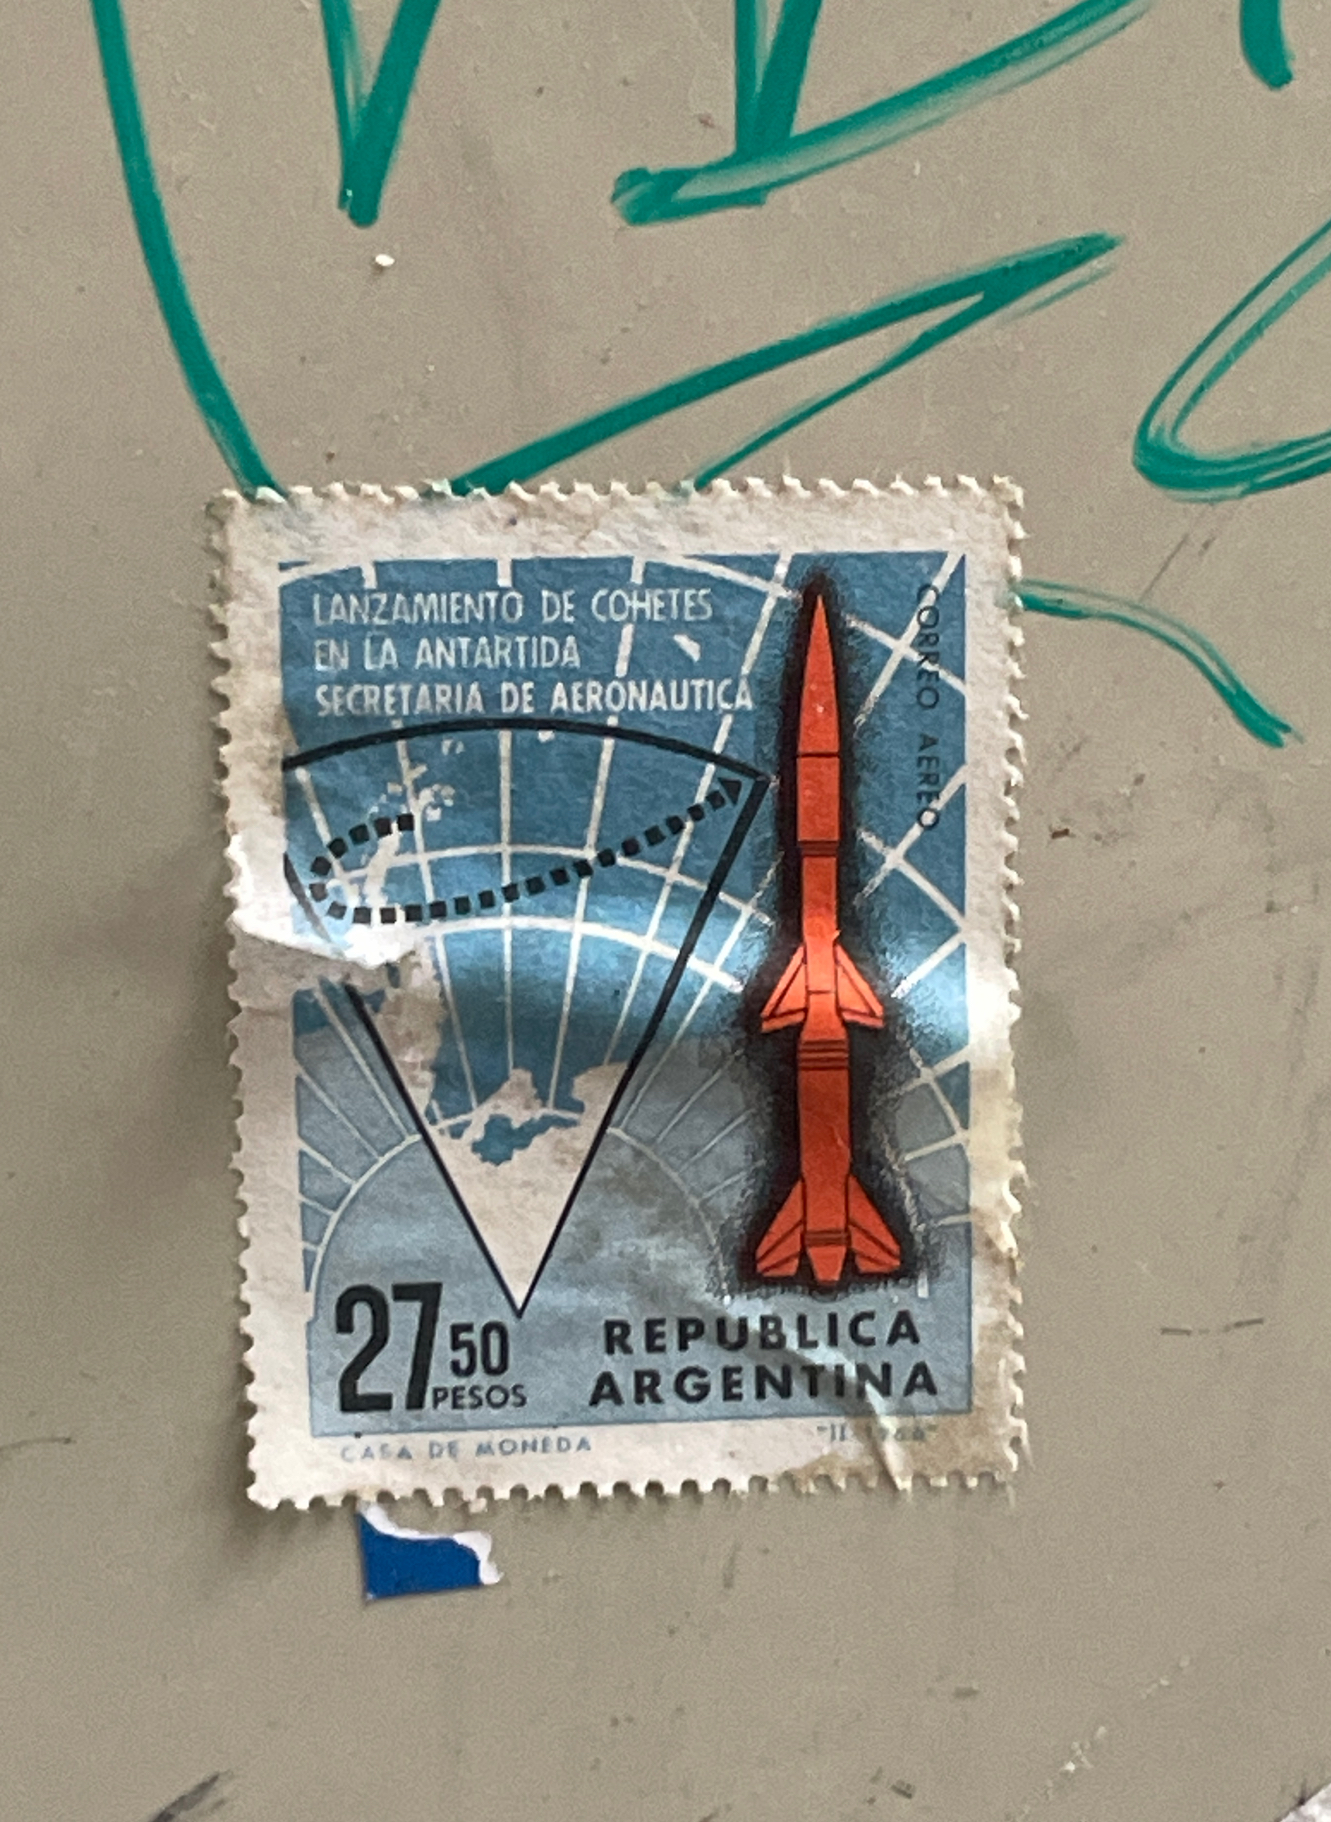 LANZAMIENTO DE COHETES
EN LA ANTARTIDA
SECRETARIA DE AERONAUTICA
CORREO AEREO
27 50
PESOS
REPUBLICA
ARGENTINA
CASA DE MONEDA